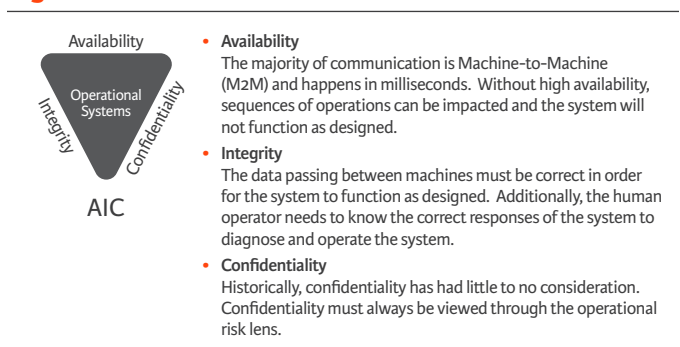 Availability
Operational
Systems
Integrity
Confidentiality
AIC
• Availability
The majority of communication is Machine-to-Machine
(M2M) and happens in milliseconds. Without high availability,
sequences of operations can be impacted and the system will
not function as designed.
• Integrity
The data passing between machines must be correct in order
for the system to function as designed. Additionally, the human
operator needs to know the correct responses of the system to
diagnose and operate the system.
• Confidentiality
Historically, confidentiality has had little to no consideration.
Confidentiality must always be viewed through the operational
risk lens.